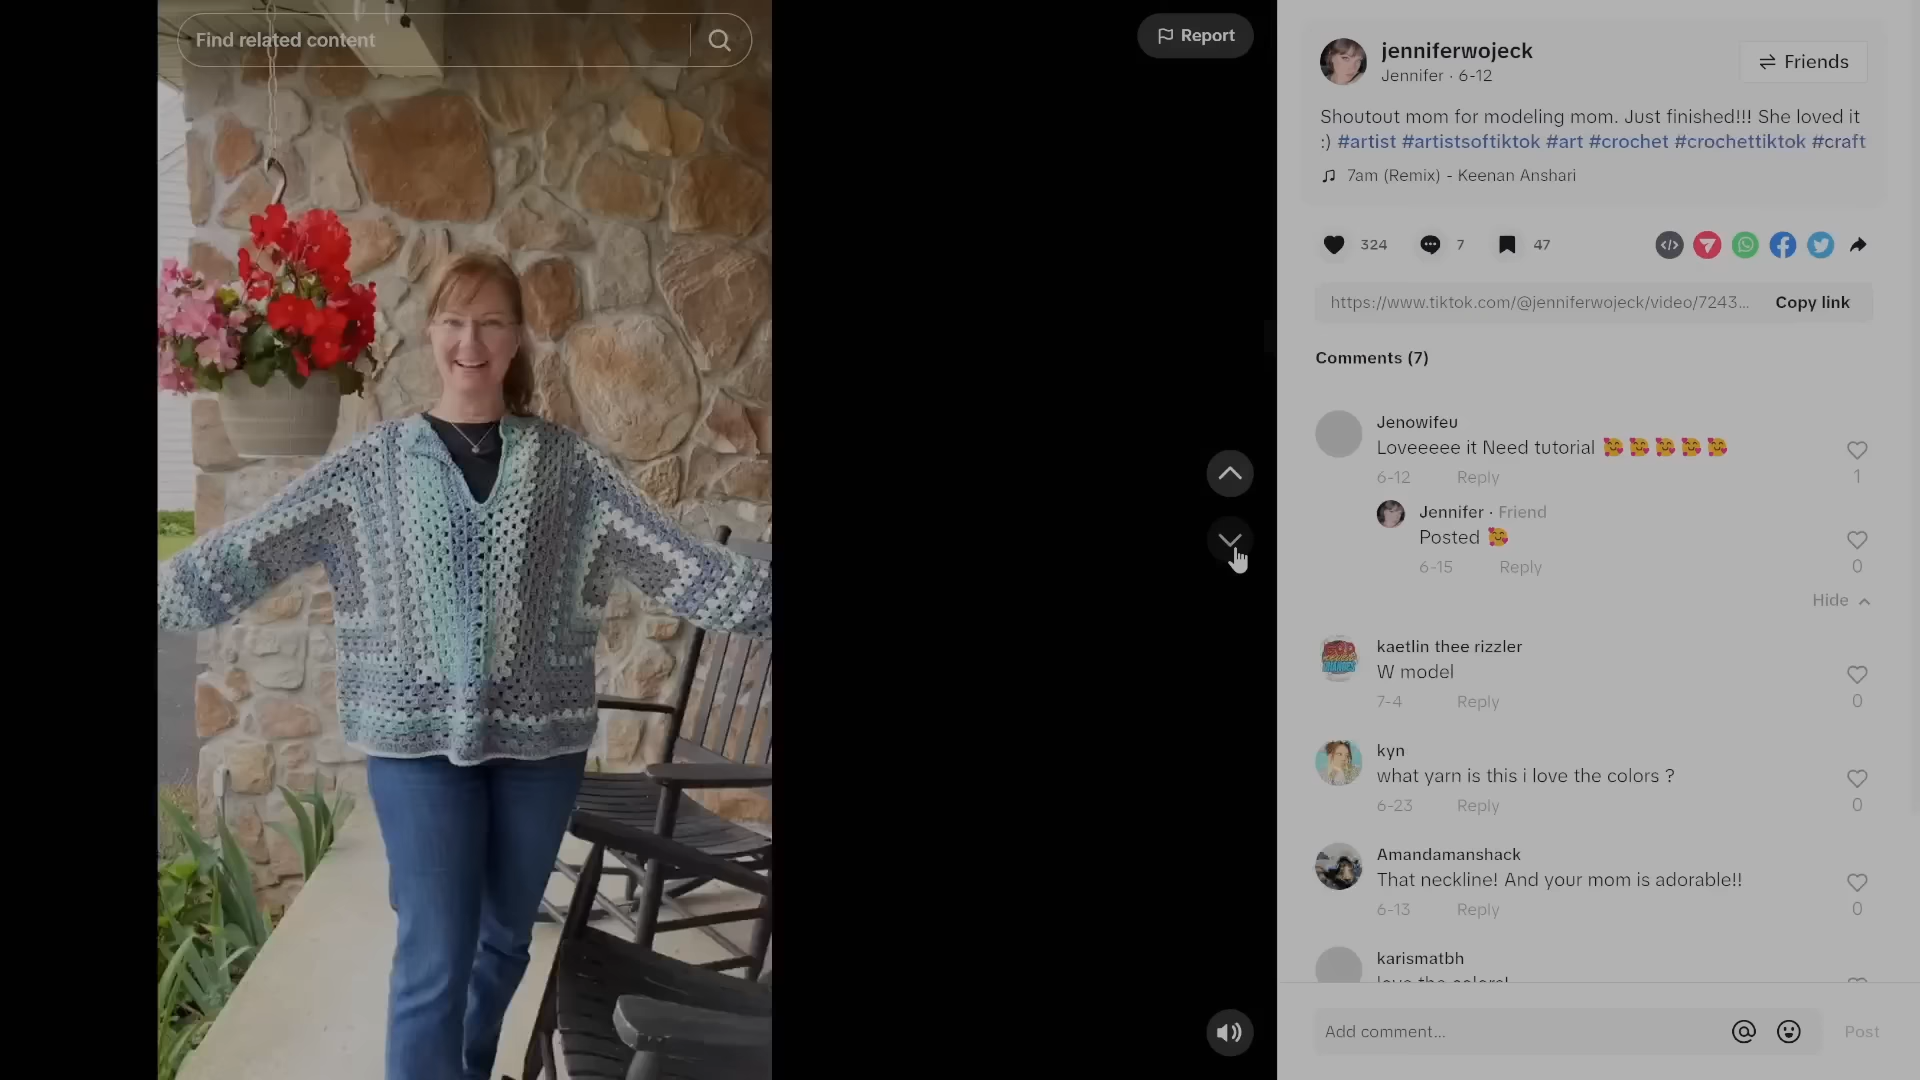 Find related content
Report
jenniferwojeck
Jennifer · 6-12
Friends
Shoutout mom for modeling mom. Just finished!!! She loved it
:) #artist #artistsoftiktok #art #crochet #crochettiktok #craft
7am (Remix) - Keenan Anshari
324
7
47
https://www.tiktok.com/@jenniferwojeck/video/7243...
Copy link
Comments (7)
Jenowifeu
Loveeeee it Need tutorial 🥰🥰🥰🥰🥰
6-12 Reply
1
Jennifer · Friend
Posted 🥰
6-15 Reply
0
Hide
kaetlin thee rizzler
W model
7-4 Reply
0
kyn
what yarn is this i love the colors ?
6-23 Reply
0
Amandamanshack
That neckline! And your mom is adorable!!
6-13 Reply
0
karismatbh
love the colors!
Add comment...
Post